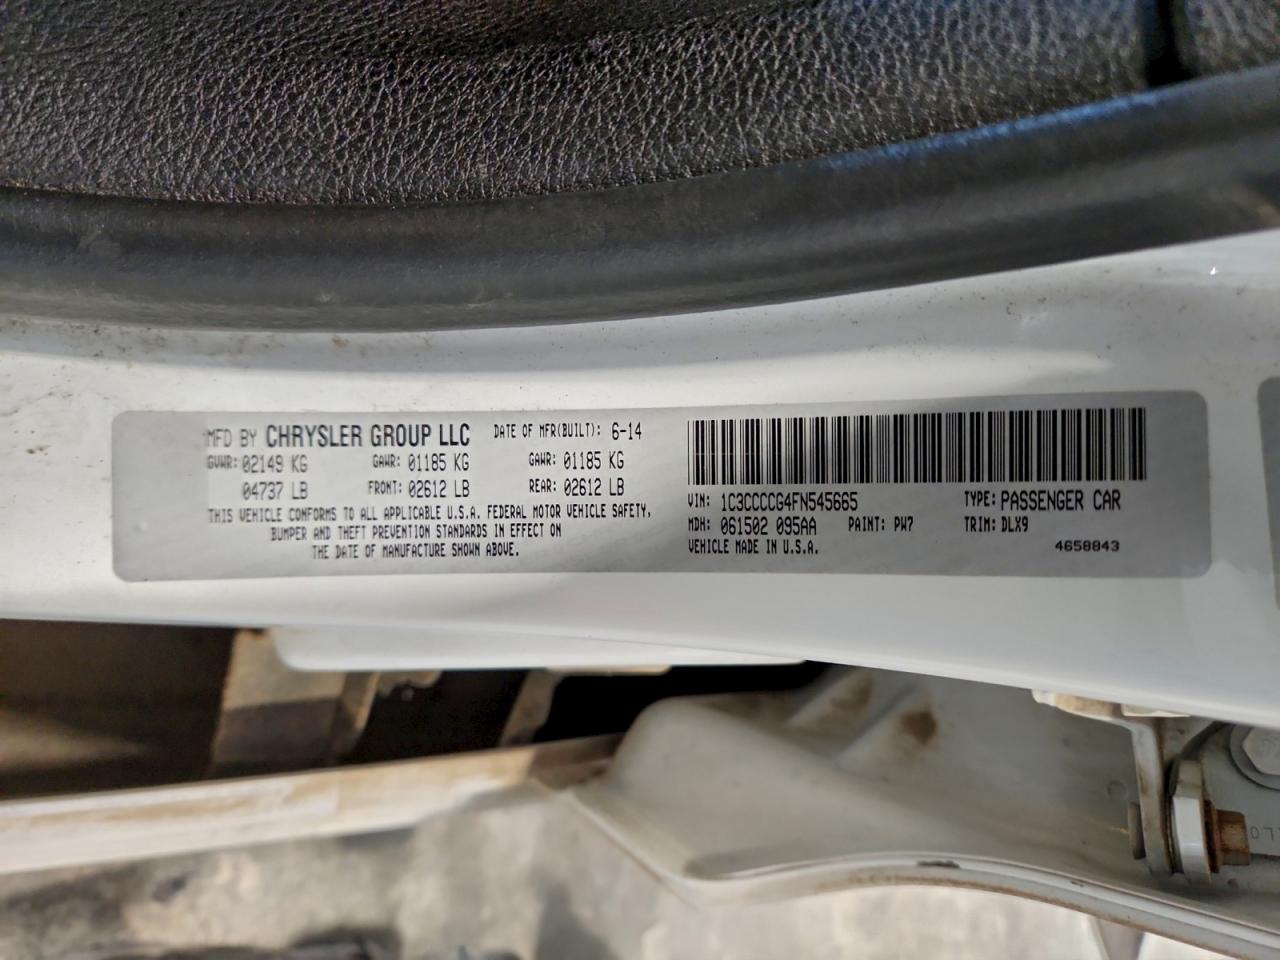 MFD BY CHRYSLER GROUP LLC DATE OF MFR(BUILT): 6-14
GVWR: 02149 KG GAWR: 01185 KG GAWR: 01185 KG
04737 LB FRONT: 02612 LB REAR: 02612 LB
THIS VEHICLE CONFORMS TO ALL APPLICABLE U.S.A. FEDERAL MOTOR VEHICLE SAFETY,
BUMPER AND THEFT PREVENTION STANDARDS IN EFFECT ON
THE DATE OF MANUFACTURE SHOWN ABOVE.
VIN: 1C3CCCCG4FN545665 TYPE: PASSENGER CAR
MDH: 061502 095AA PAINT: PW7 TRIM: DLX9
VEHICLE MADE IN U.S.A. 4658843